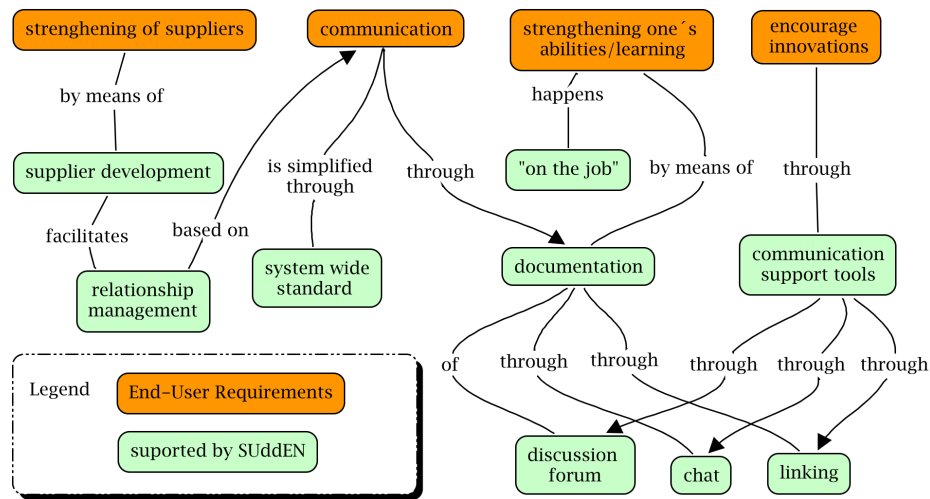 strenghening of suppliers
communication
strengthening one´s
abilities/learning
encourage
innovations
by means of
happens
is simplified
through
through
"on the job"
by means of
through
supplier development
facilitates
based on
relationship
management
system wide
standard
documentation
communication
support tools
of
through
through
through
through
through
discussion
forum
chat
linking
Legend
End-User Requirements
suported by SUddEN